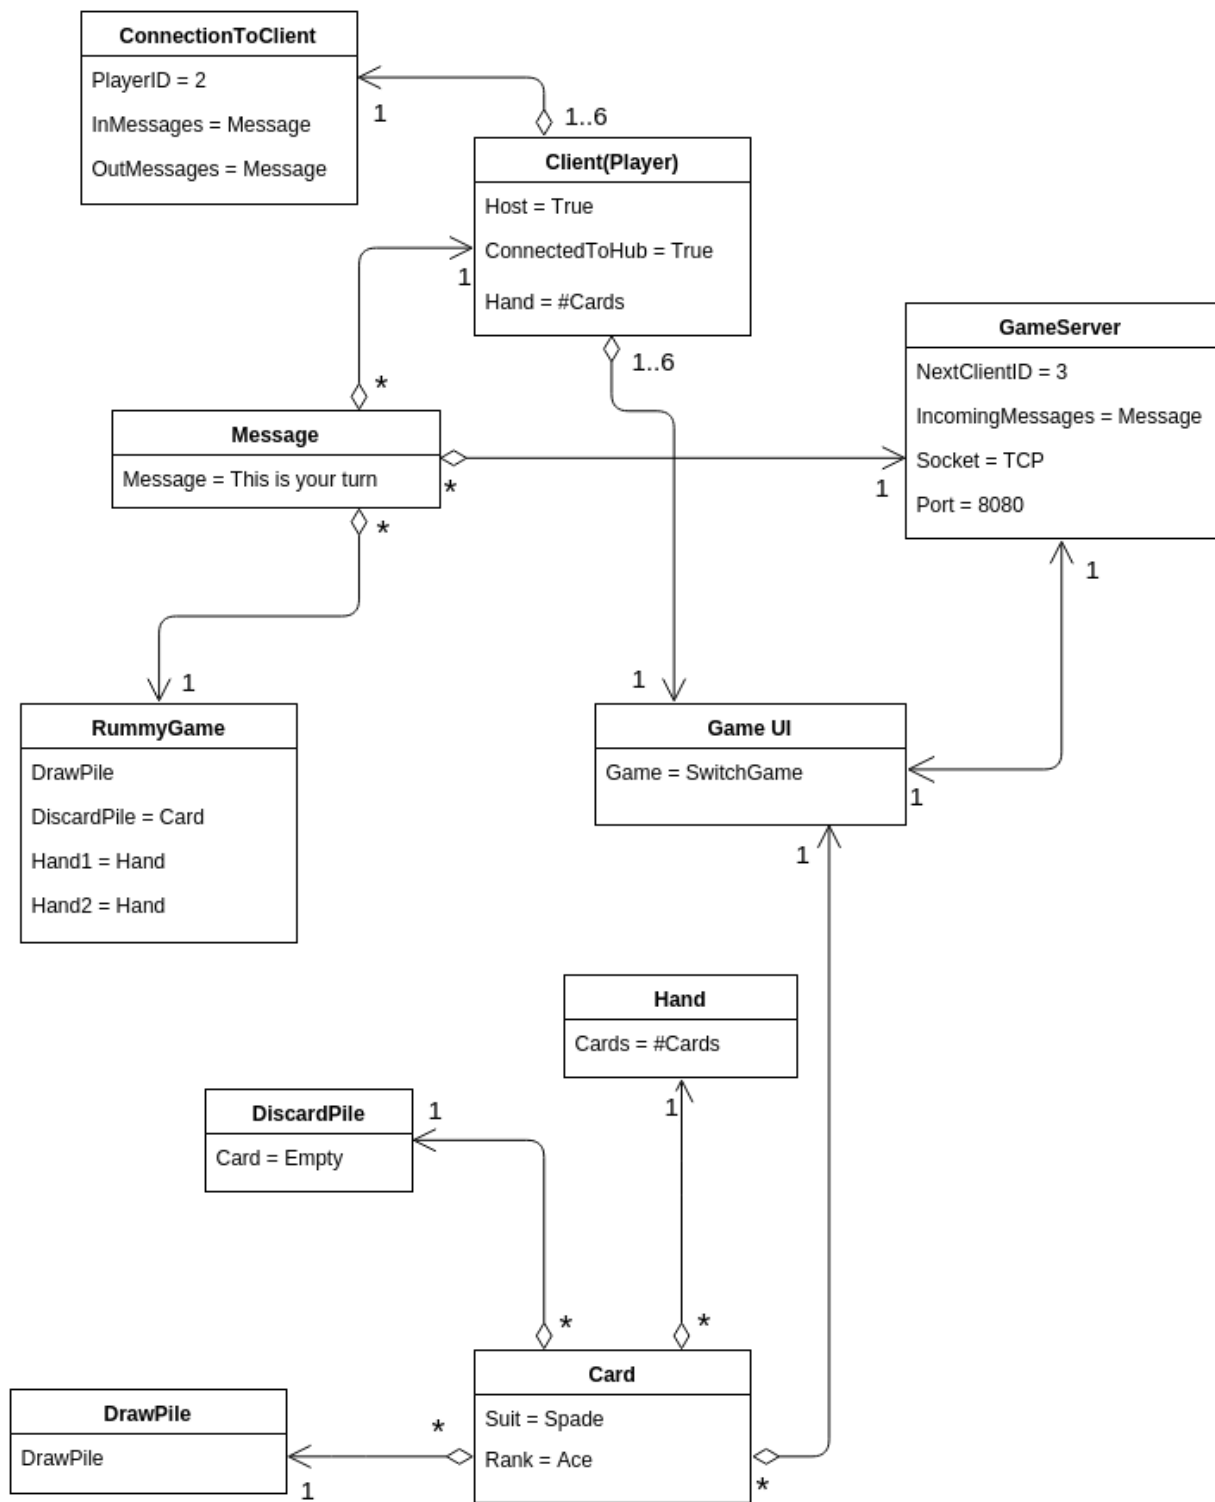 ConnectionToClient
PlayerID = 2
InMessages = Message
OutMessages = Message
1
1..6
Client(Player)
Host = True
ConnectedToHub = True
Hand = #Cards
1
1..6
*
Message
Message = This is your turn
*
*
GameServer
NextClientID = 3
IncomingMessages = Message
Socket = TCP
Port = 8080
1
1
1
RummyGame
DrawPile
DiscardPile = Card
Hand1 = Hand
Hand2 = Hand
1
Game UI
Game = SwitchGame
1
1
Hand
Cards = #Cards
1
DiscardPile
Card = Empty
1
*
*
Card
Suit = Spade
Rank = Ace
*
*
DrawPile
DrawPile
1